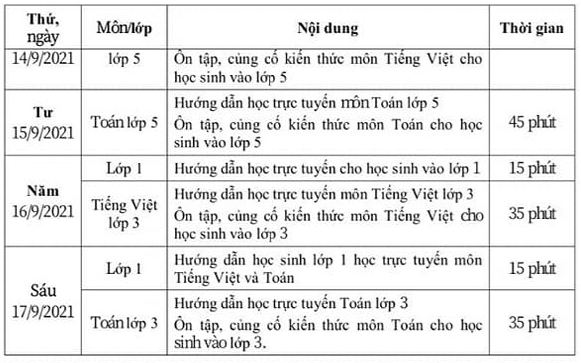 Thứ, ngày
Môn/lớp
Nội dung
Thời gian
14/9/2021
lớp 5
Ôn tập, củng cố kiến thức môn Tiếng Việt cho
học sinh vào lớp 5
Tư
15/9/2021
Toán lớp 5
Hướng dẫn học trực tuyến môn Toán lớp 5
Ôn tập, củng cố kiến thức môn Toán cho học
sinh vào lớp 5
45 phút
Năm
16/9/2021
Lớp 1
Hướng dẫn học trực tuyến cho học sinh vào lớp 1
15 phút
Tiếng Việt
lớp 3
Hướng dẫn học trực tuyến môn Tiếng Việt lớp 3
Ôn tập, củng cố kiến thức môn Tiếng Việt cho
học sinh vào lớp 3
35 phút
Sáu
17/9/2021
Lớp 1
Hướng dẫn học sinh lớp 1 học trực tuyến môn
Tiếng Việt và Toán
15 phút
Toán lớp 3
Hướng dẫn học trực tuyến Toán lớp 3
Ôn tập, củng cố kiến thức môn Toán cho học
sinh vào lớp 3.
35 phút